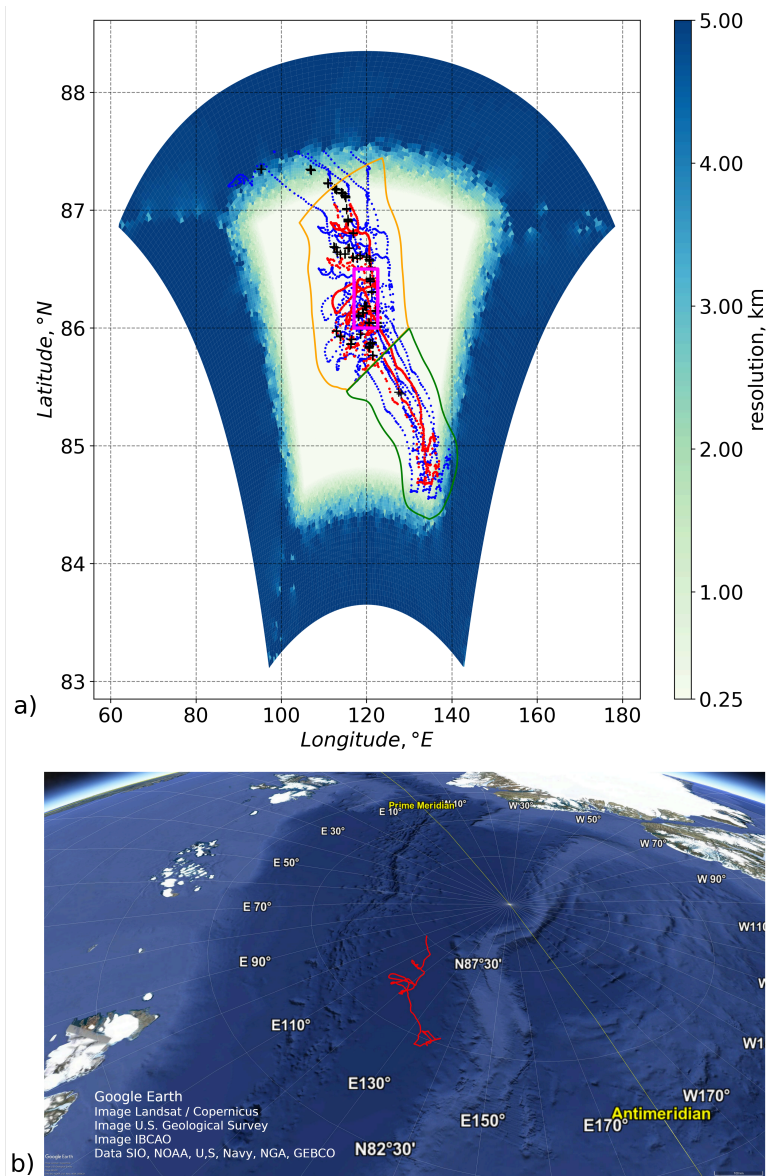 88
87
86
85
84
83
Latitude, °N
60
80
100
120
140
160
180
Longitude, °E
5.00
4.00
3.00
2.00
1.00
0.25
resolution, km
a)
Prime Meridian
E 10°
W 10°
W 30°
W 50°
W 70°
W 90°
W110
W1
E 30°
E 50°
E 70°
E 90°
E110°
E130°
E150°
E170°
W170°
Antimeridian
N87°30'
N82°30'
Google Earth
Image Landsat / Copernicus
Image U.S. Geological Survey
Image IBCAO
Data SIO, NOAA, U,S, Navy, NGA, GEBCO
Google Earth
b)